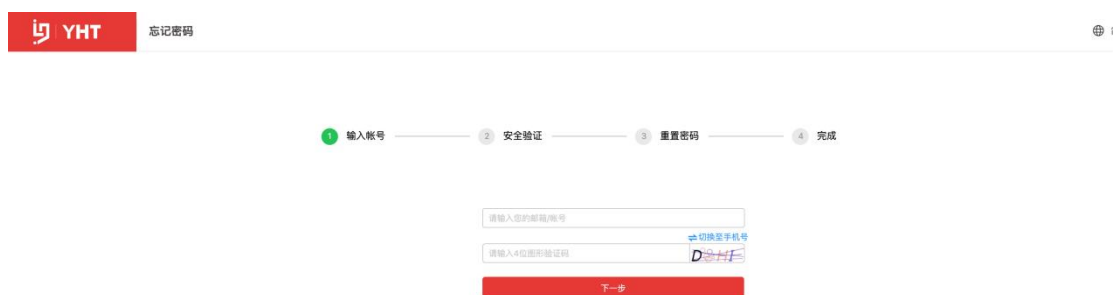 YHT 忘记密码
1 输入帐号 2 安全验证 3 重置密码 4 完成
请输入您的邮箱/帐号
切换至手机号
请输入4位图形验证码
下一步